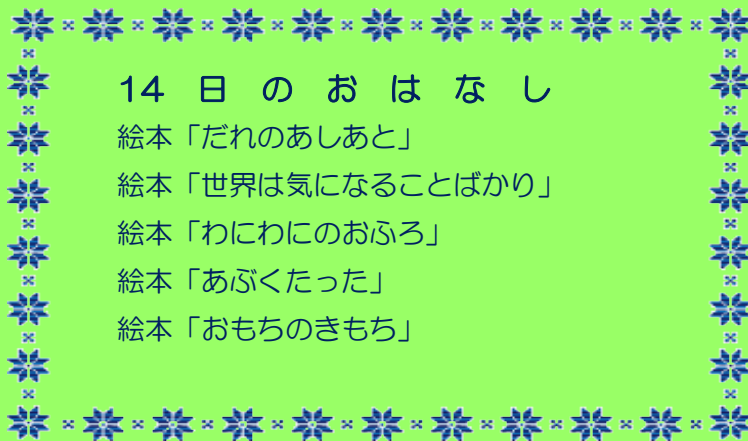 14 日 の お は な し
絵本「だれのあしあと」
絵本「世界は気になることばかり」
絵本「わにわにのおふろ」
絵本「あぶくたった」
絵本「おもちのきもち」